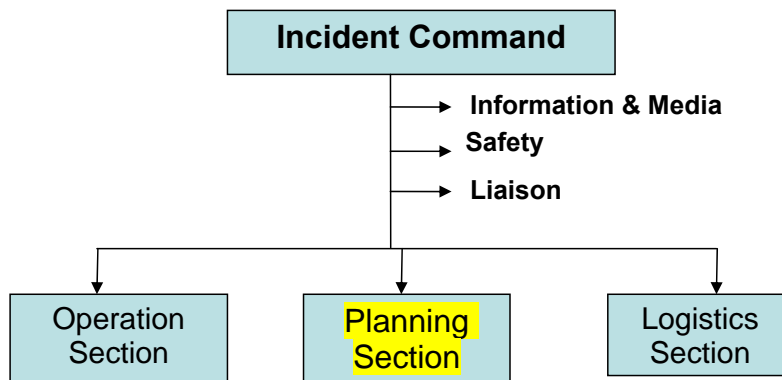 Incident Command
Information & Media
Safety
Liaison
Operation
Section
Planning
Section
Logistics
Section